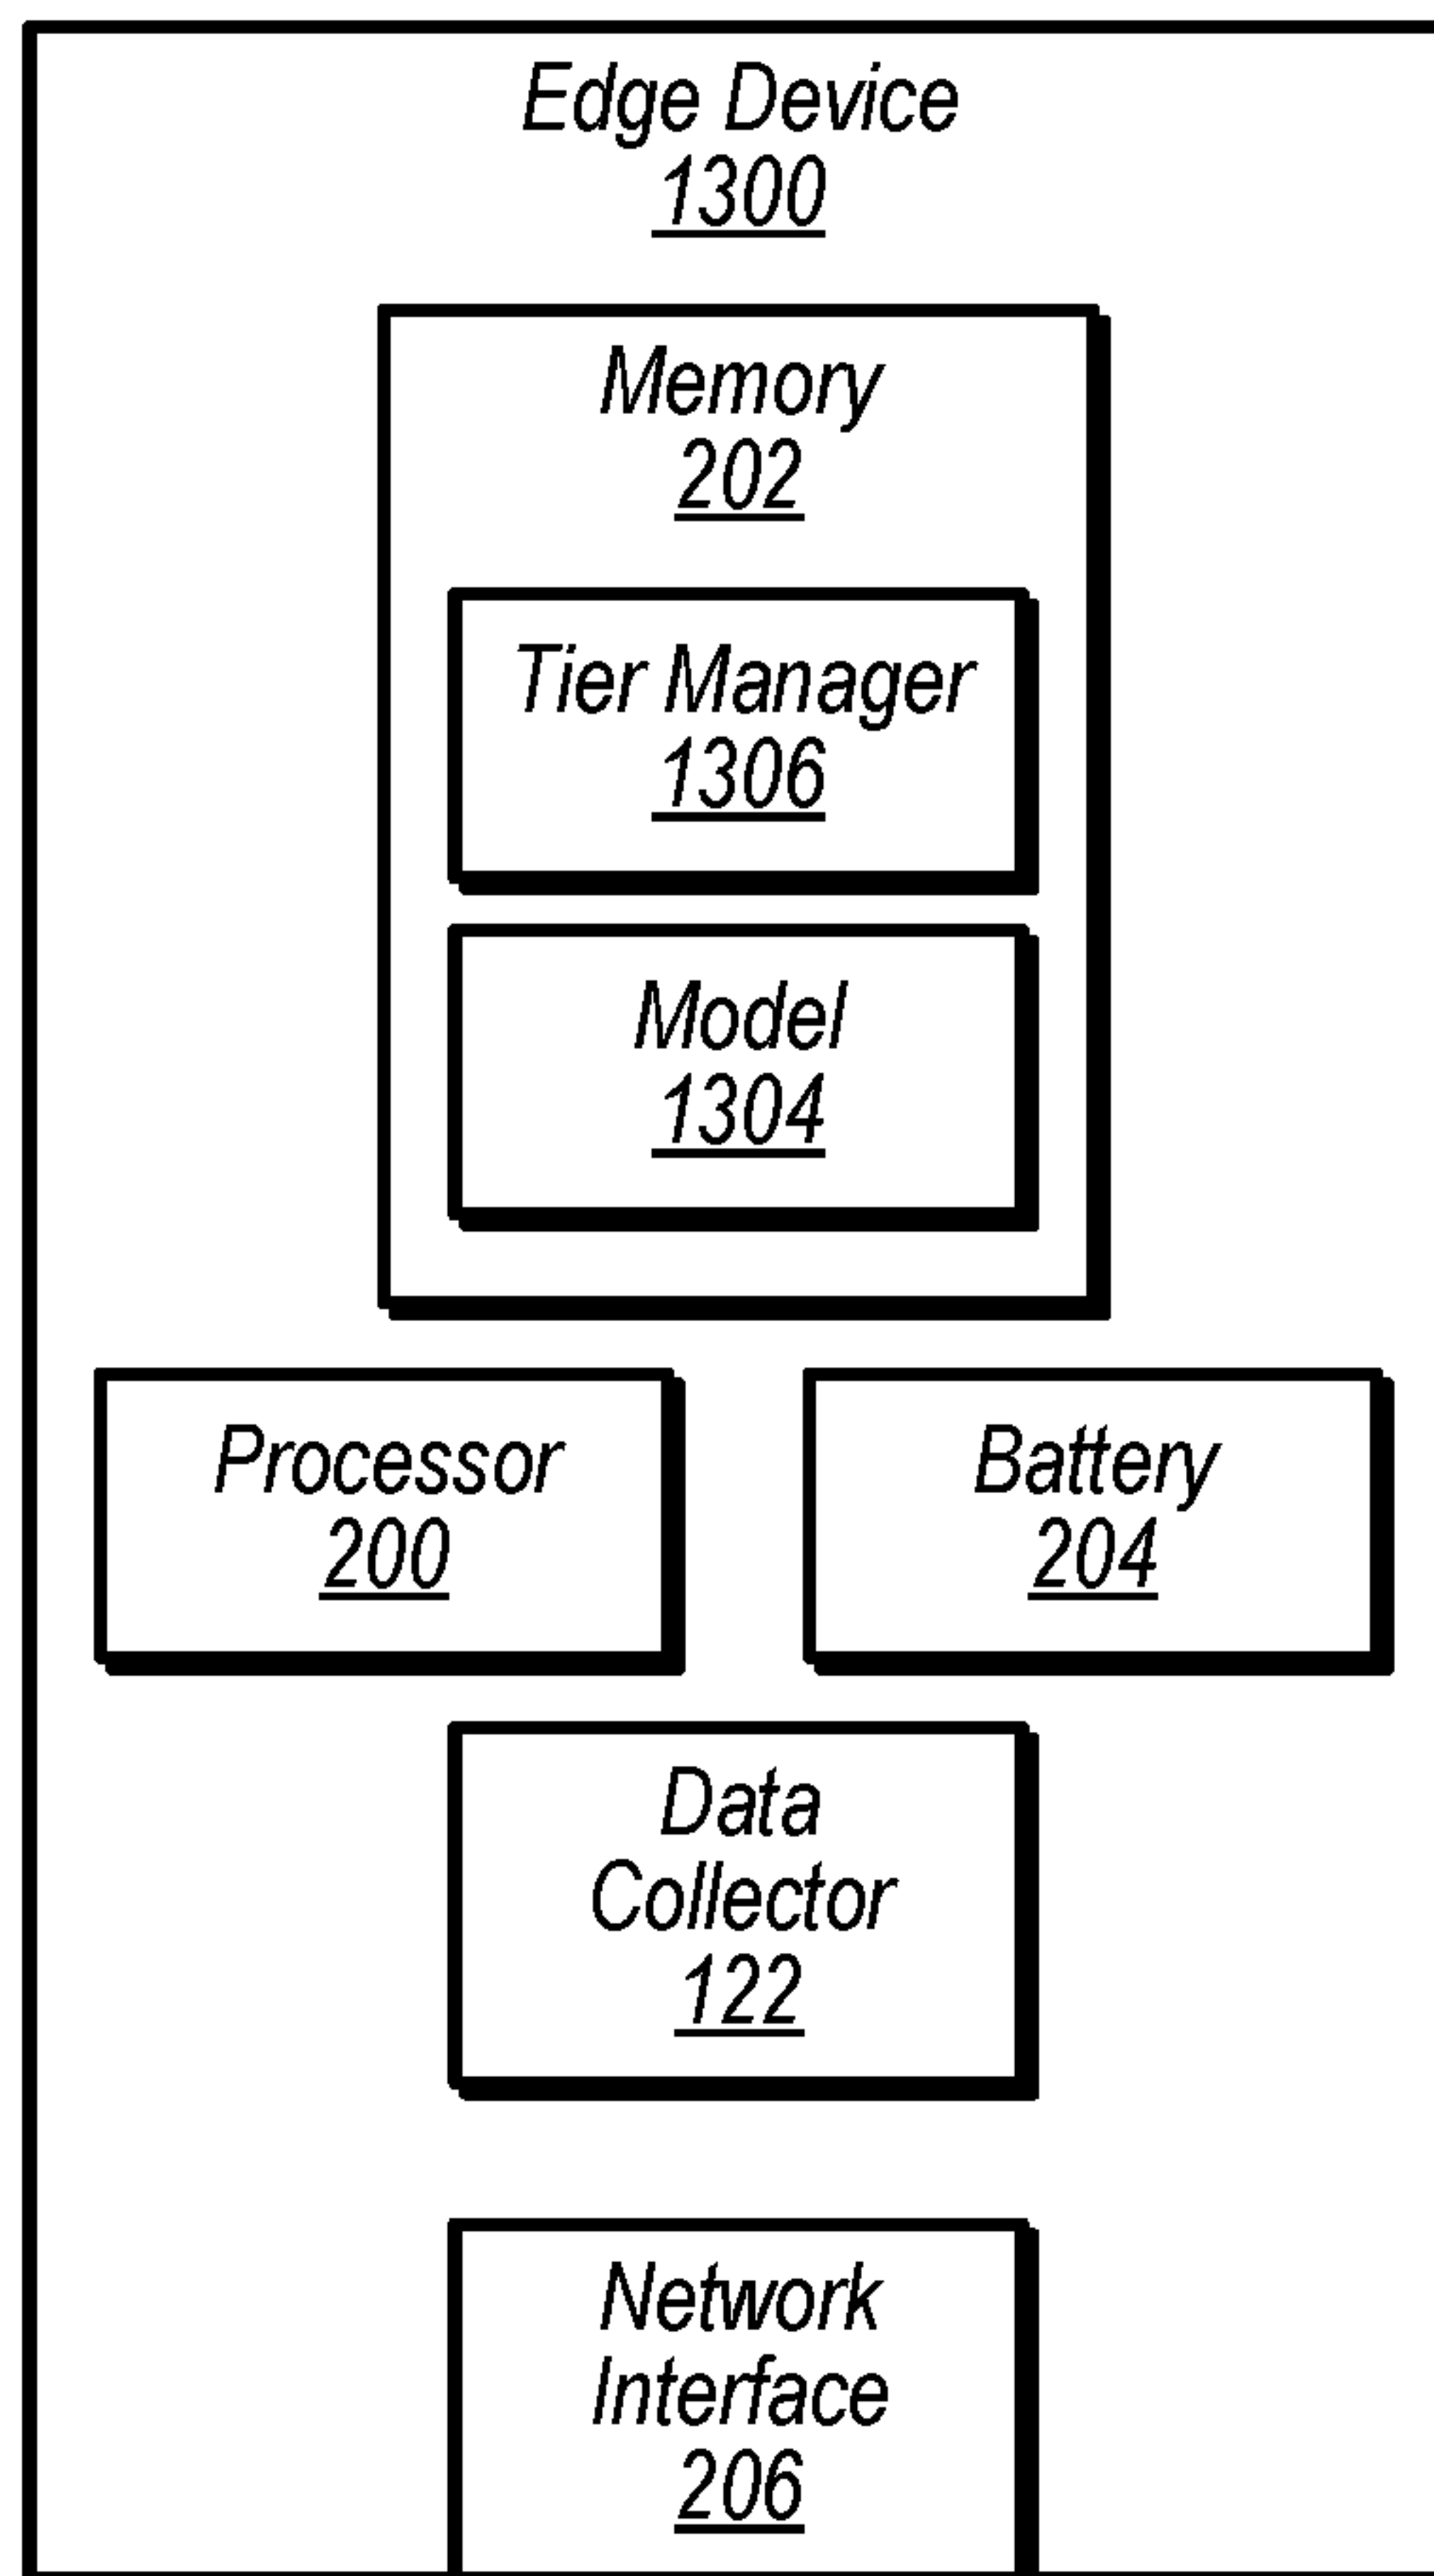 Edge Device
1300
Memory
202
Tier Manager
1306
Model
1304
Processor
200
Battery
204
Data
Collector
122
Network
Interface
206